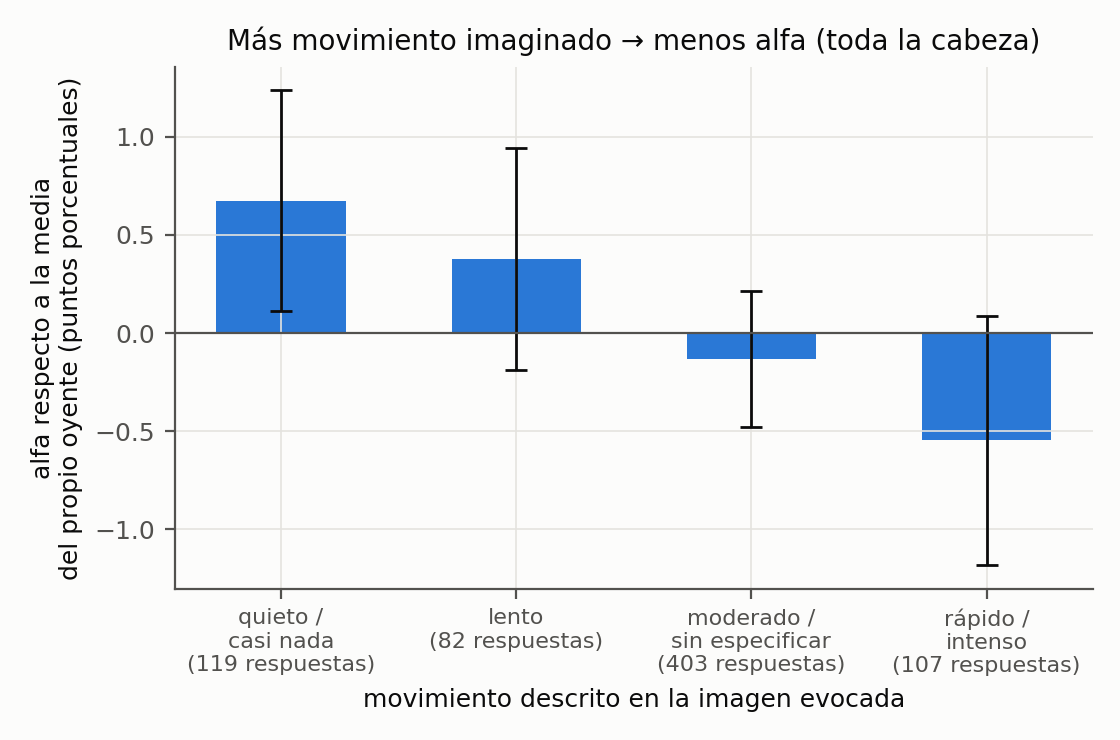 Más movimiento imaginado → menos alfa (toda la cabeza)
alfa respecto a la media
del propio oyente (puntos porcentuales)
1.0
0.5
0.0
−0.5
−1.0
quieto /
casi nada
(119 respuestas)
lento
(82 respuestas)
moderado /
sin especificar
(403 respuestas)
rápido /
intenso
(107 respuestas)
movimiento descrito en la imagen evocada